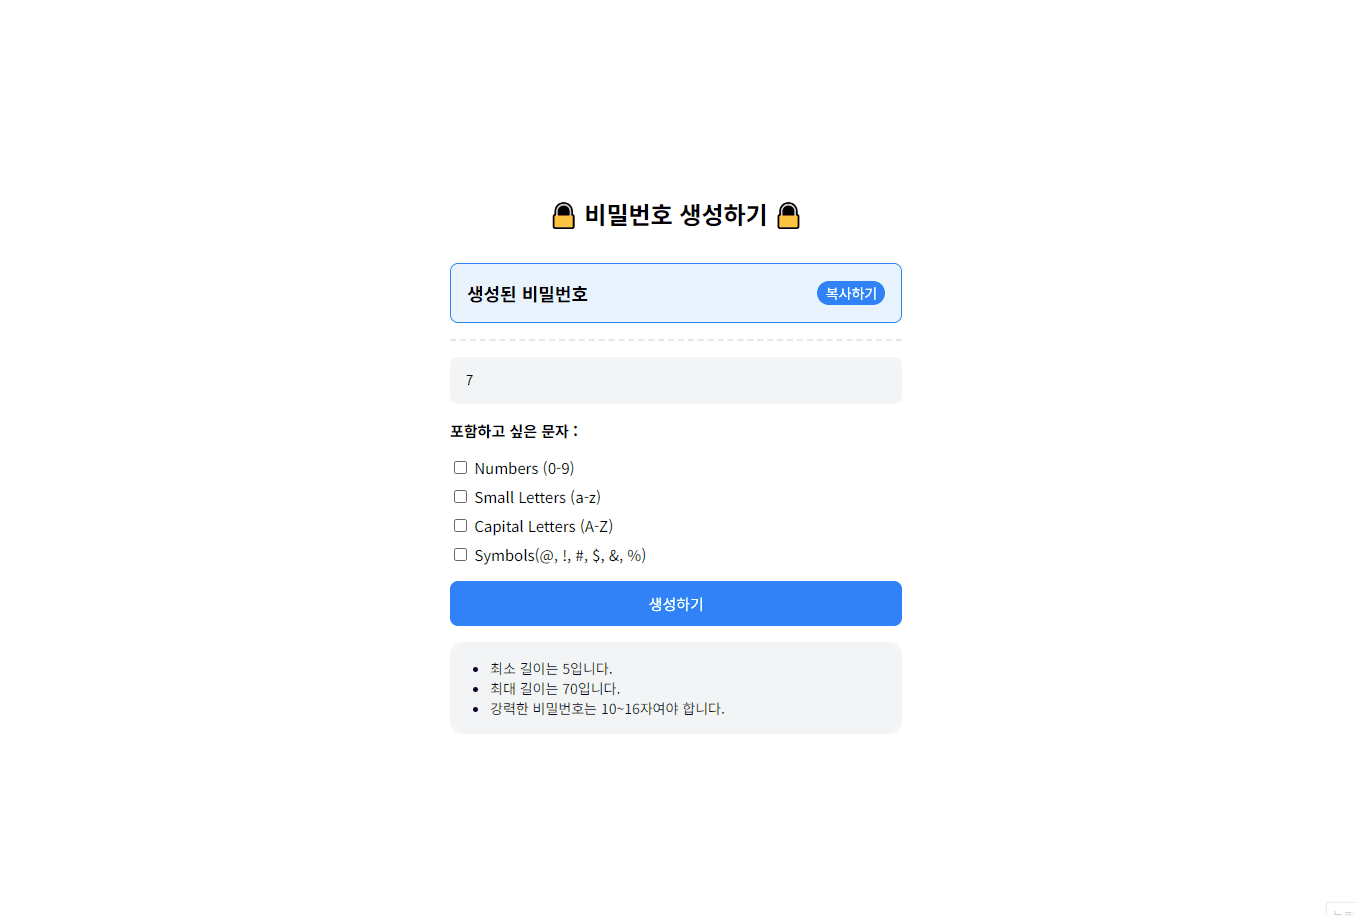 비밀번호 생성하기
생성된 비밀번호
복사하기
7
포함하고 싶은 문자 :
Numbers (0-9)
Small Letters (a-z)
Capital Letters (A-Z)
Symbols(@, !, #, $, &, %)
생성하기
최소 길이는 5입니다.
최대 길이는 70입니다.
강력한 비밀번호는 10~16자여야 합니다.